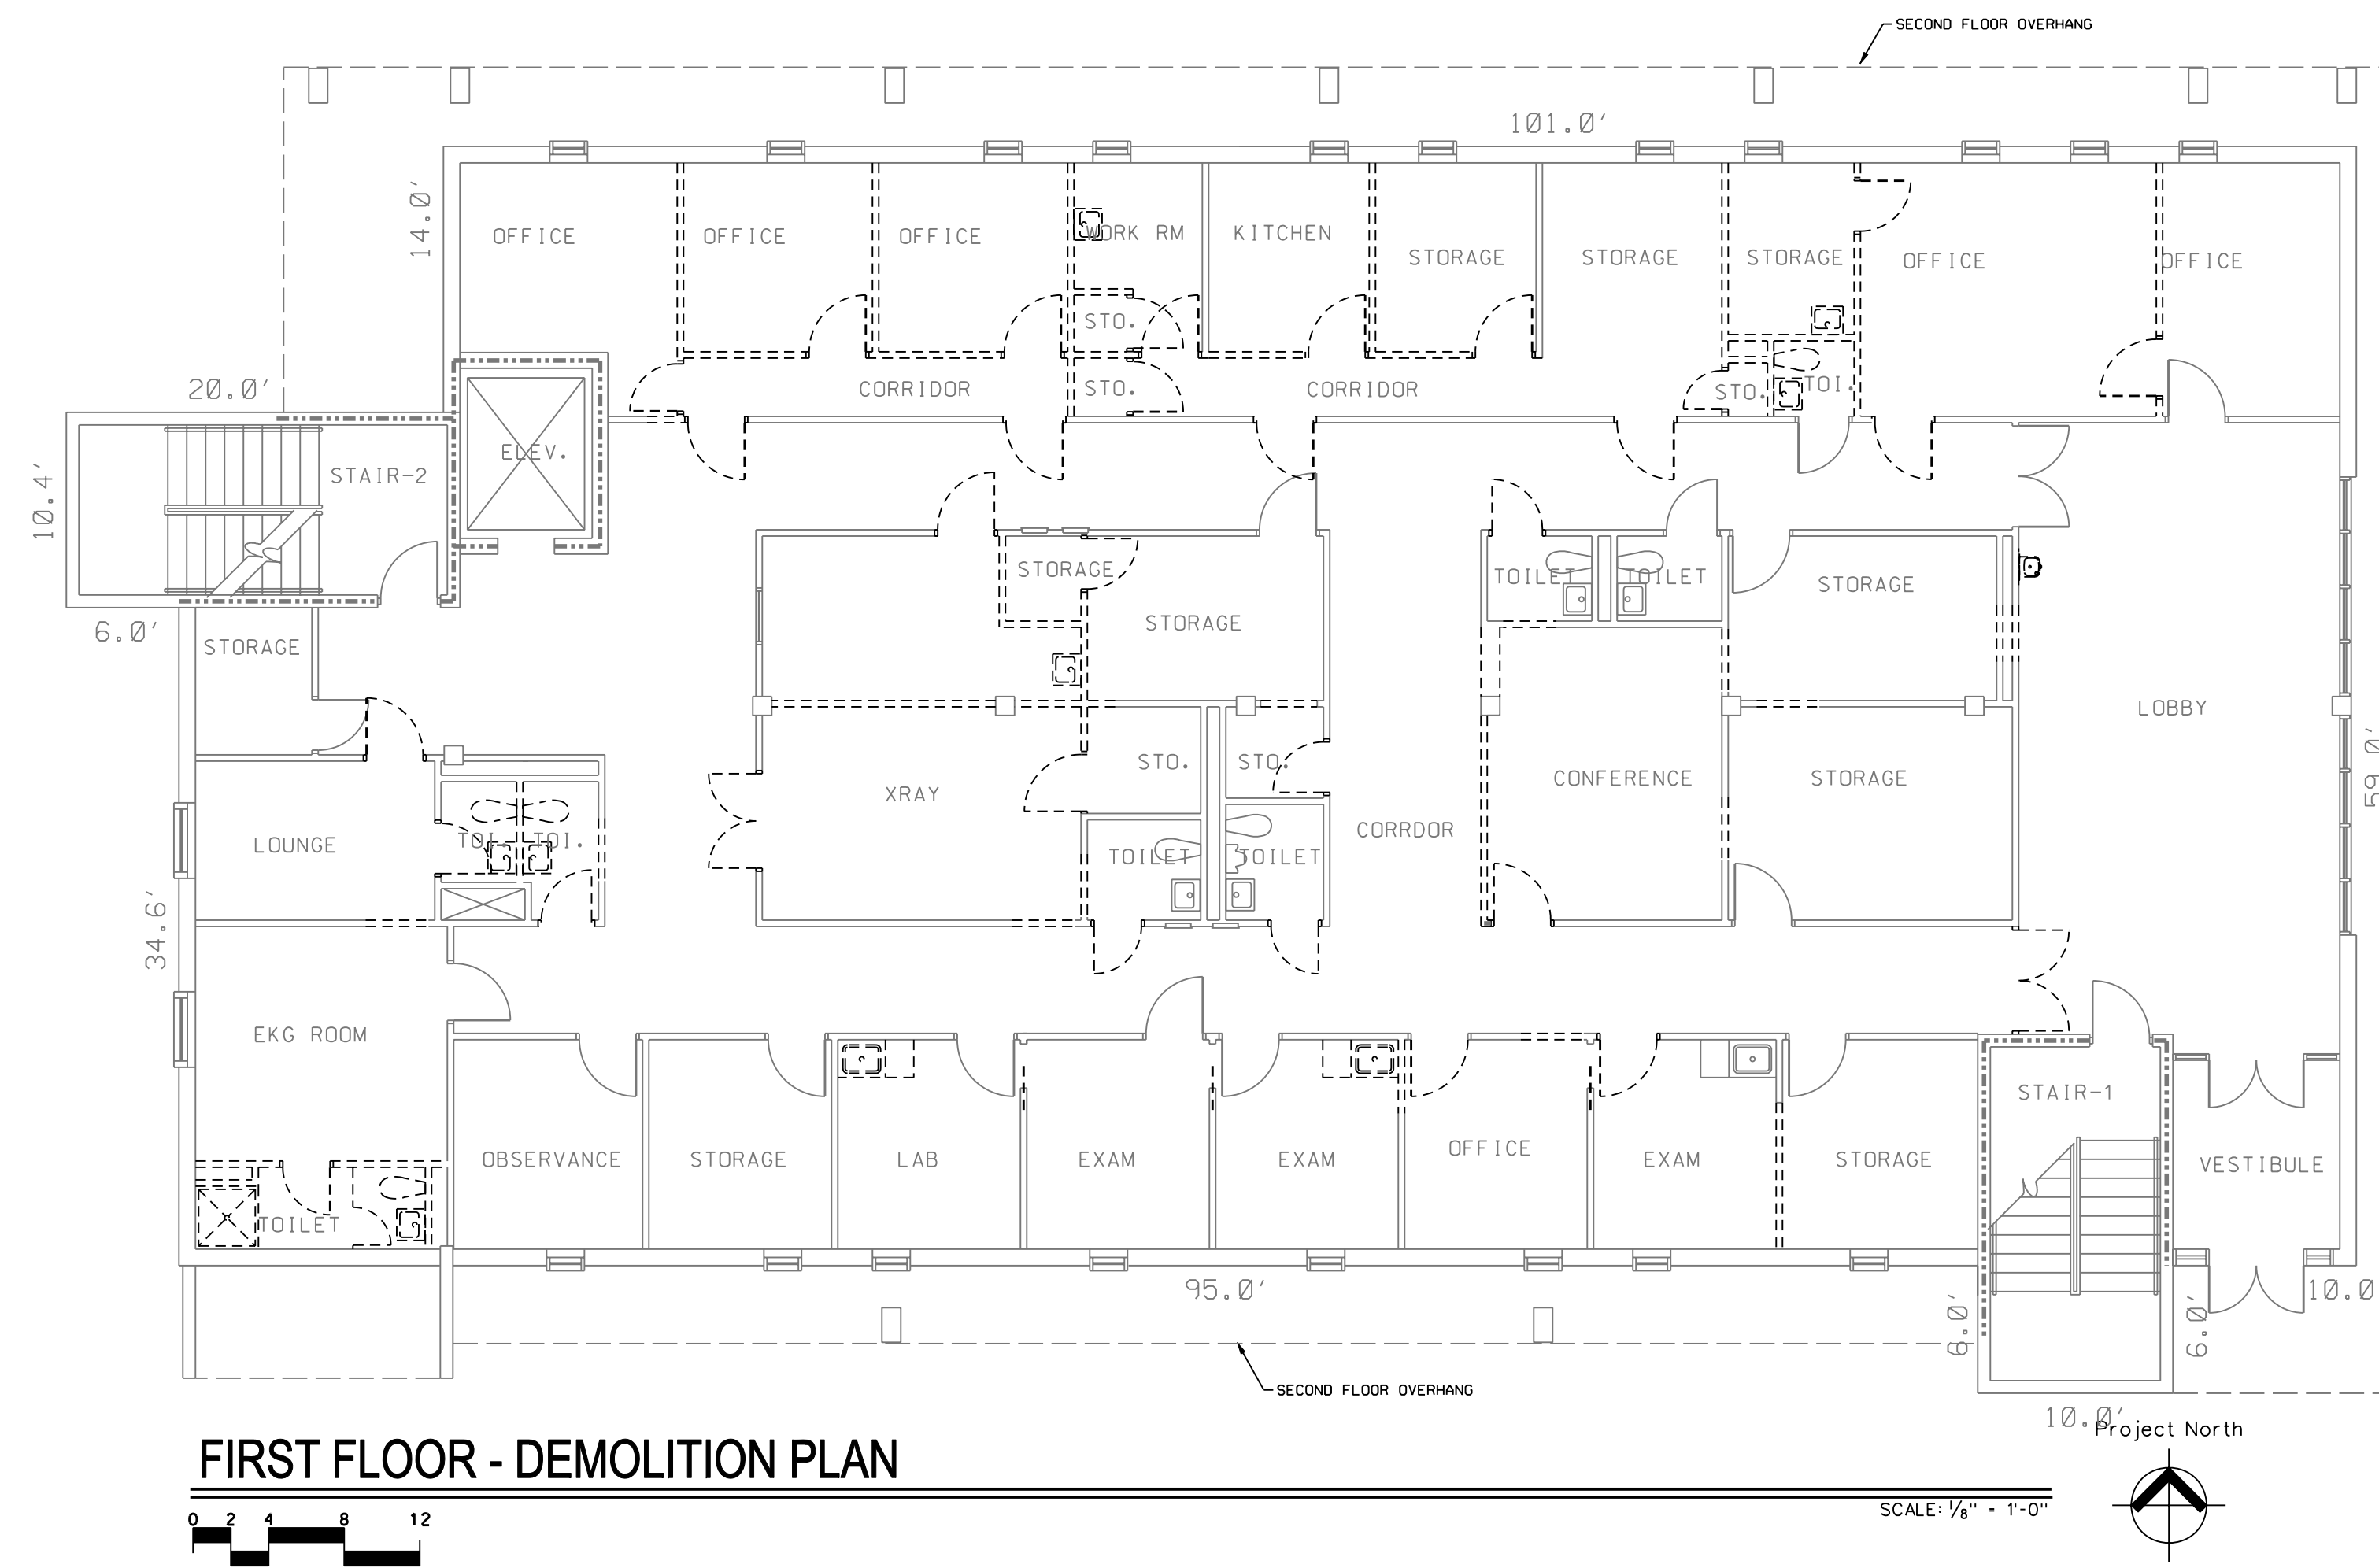 SECOND FLOOR OVERHANG
101.0′
14.0′
OFFICE
OFFICE
OFFICE
WORK RM
KITCHEN
STORAGE
STORAGE
STORAGE
OFFICE
OFFICE
STO.
20.0′
CORRIDOR
STO.
CORRIDOR
STO.
TOI.
ELEV.
STAIR-2
10.4′
STORAGE
TOILET
TOILET
STORAGE
6.0′
STORAGE
STORAGE
LOBBY
59.0′
STO.
STO.
XRAY
CONFERENCE
STORAGE
LOUNGE
TOI.
TOI.
CORRDOR
TOILET
TOILET
34.6′
EKG ROOM
STAIR-1
OBSERVANCE
STORAGE
LAB
EXAM
EXAM
OFFICE
EXAM
STORAGE
VESTIBULE
TOILET
95.0′
6.0′
6.0′
10.0
SECOND FLOOR OVERHANG
10.0′
Project North
FIRST FLOOR - DEMOLITION PLAN
SCALE: 1/8" = 1'-0"
0 2 4 8 12